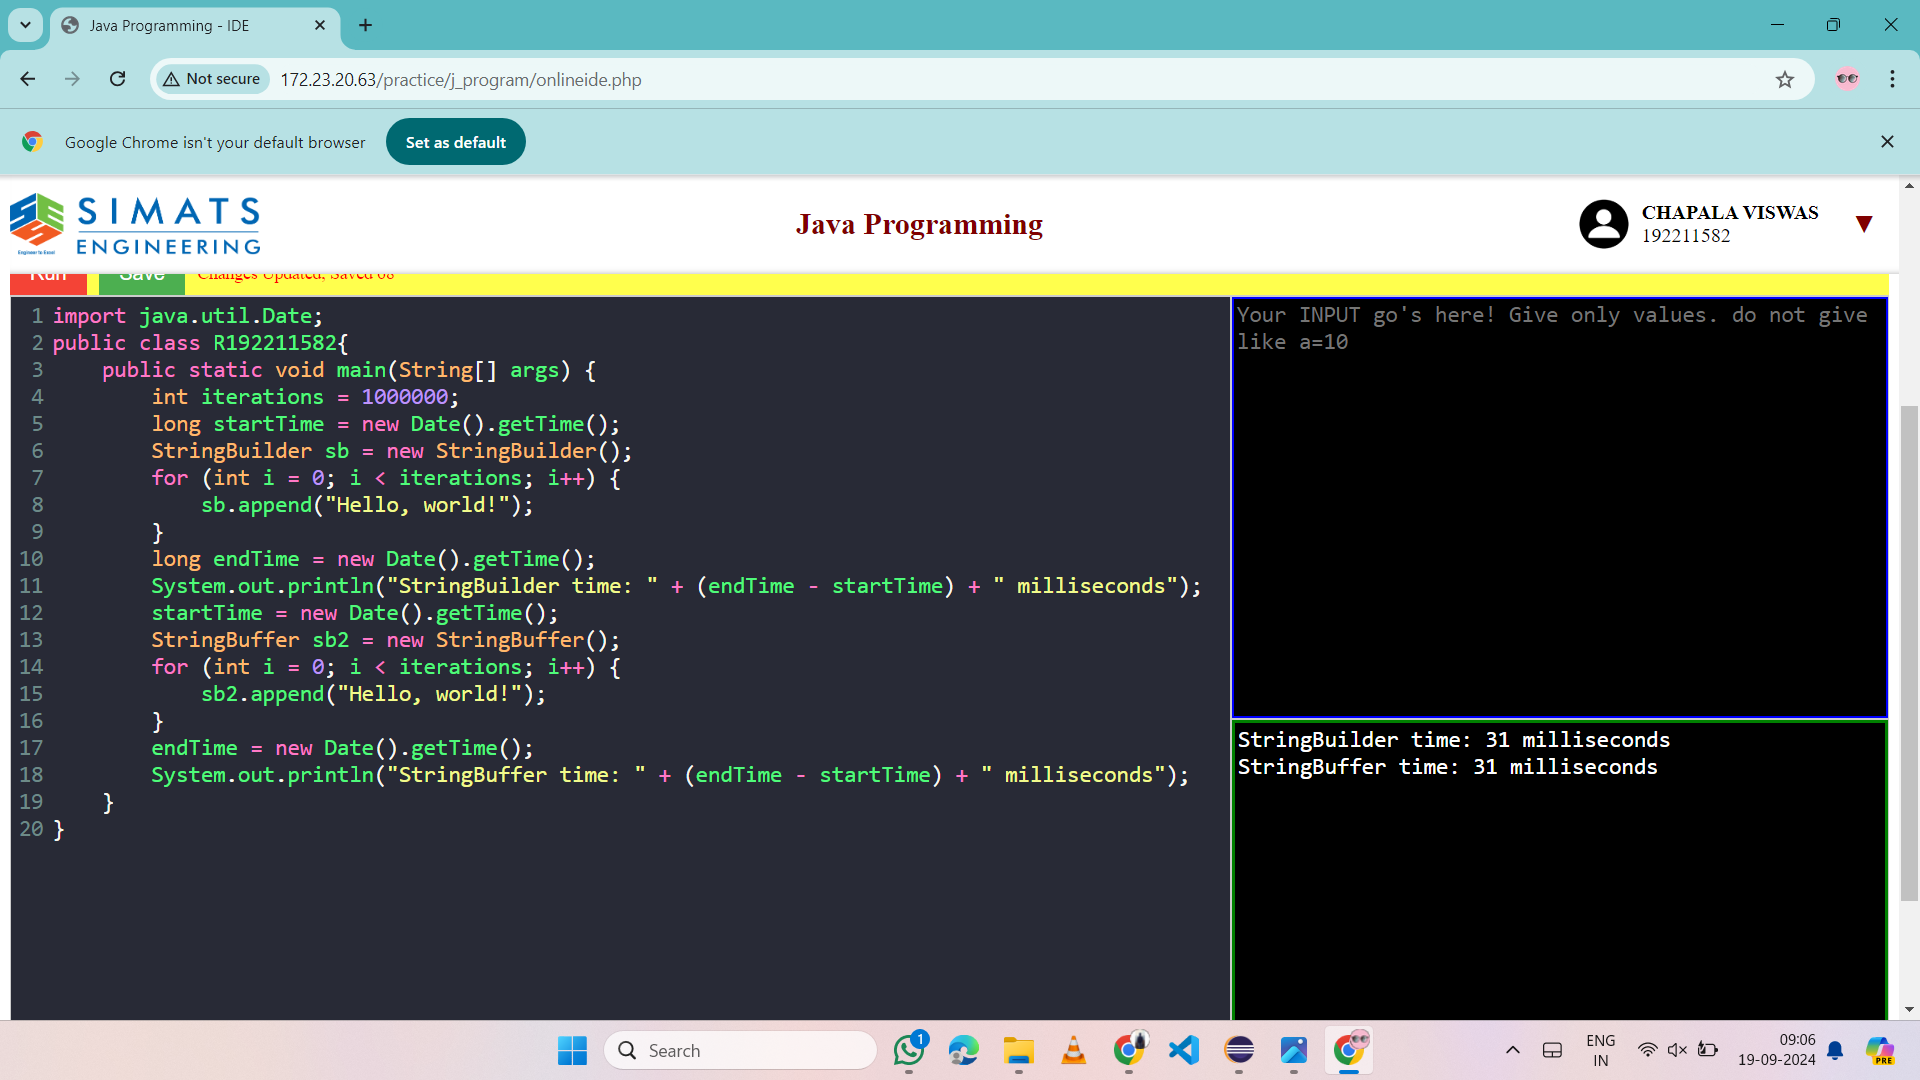 Java Programming - IDE
Not secure
172.23.20.63/practice/j_program/onlineide.php
Google Chrome isn't your default browser
Set as default
SIMATS
ENGINEERING
Engineer to Excel
Java Programming
CHAPALA VISWAS
192211582
Run
Save
Changes Updated, Saved 08
1 import java.util.Date;
2 public class R192211582{
3     public static void main(String[] args) {
4         int iterations = 1000000;
5         long startTime = new Date().getTime();
6         StringBuilder sb = new StringBuilder();
7         for (int i = 0; i < iterations; i++) {
8             sb.append("Hello, world!");
9         }
10         long endTime = new Date().getTime();
11         System.out.println("StringBuilder time: " + (endTime - startTime) + " milliseconds");
12         startTime = new Date().getTime();
13         StringBuffer sb2 = new StringBuffer();
14         for (int i = 0; i < iterations; i++) {
15             sb2.append("Hello, world!");
16         }
17         endTime = new Date().getTime();
18         System.out.println("StringBuffer time: " + (endTime - startTime) + " milliseconds");
19     }
20 }
Your INPUT go's here! Give only values. do not give
like a=10
StringBuilder time: 31 milliseconds
StringBuffer time: 31 milliseconds
Search
1
PRE
ENG
IN
09:06
19-09-2024